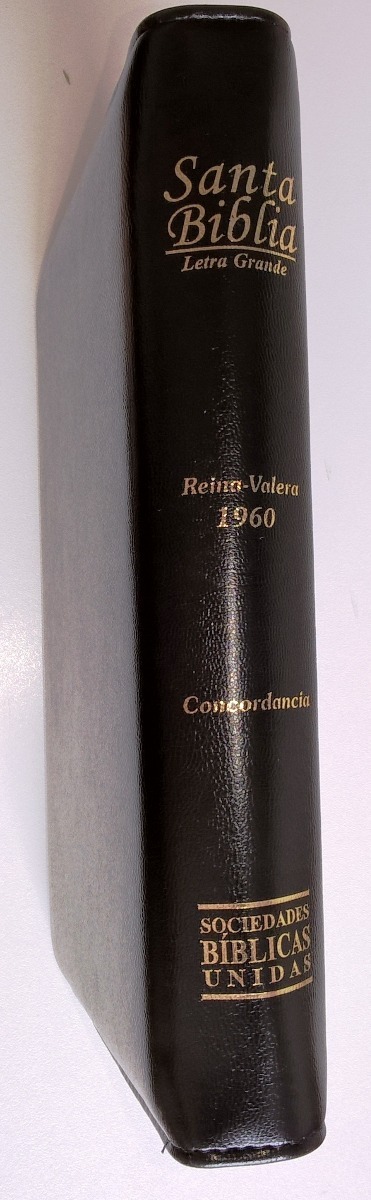 Santa
Biblia
Letra Grande
Reina-Valera
1960
Concordancia
SOCIEDADES
BÍBLICAS
UNIDAS